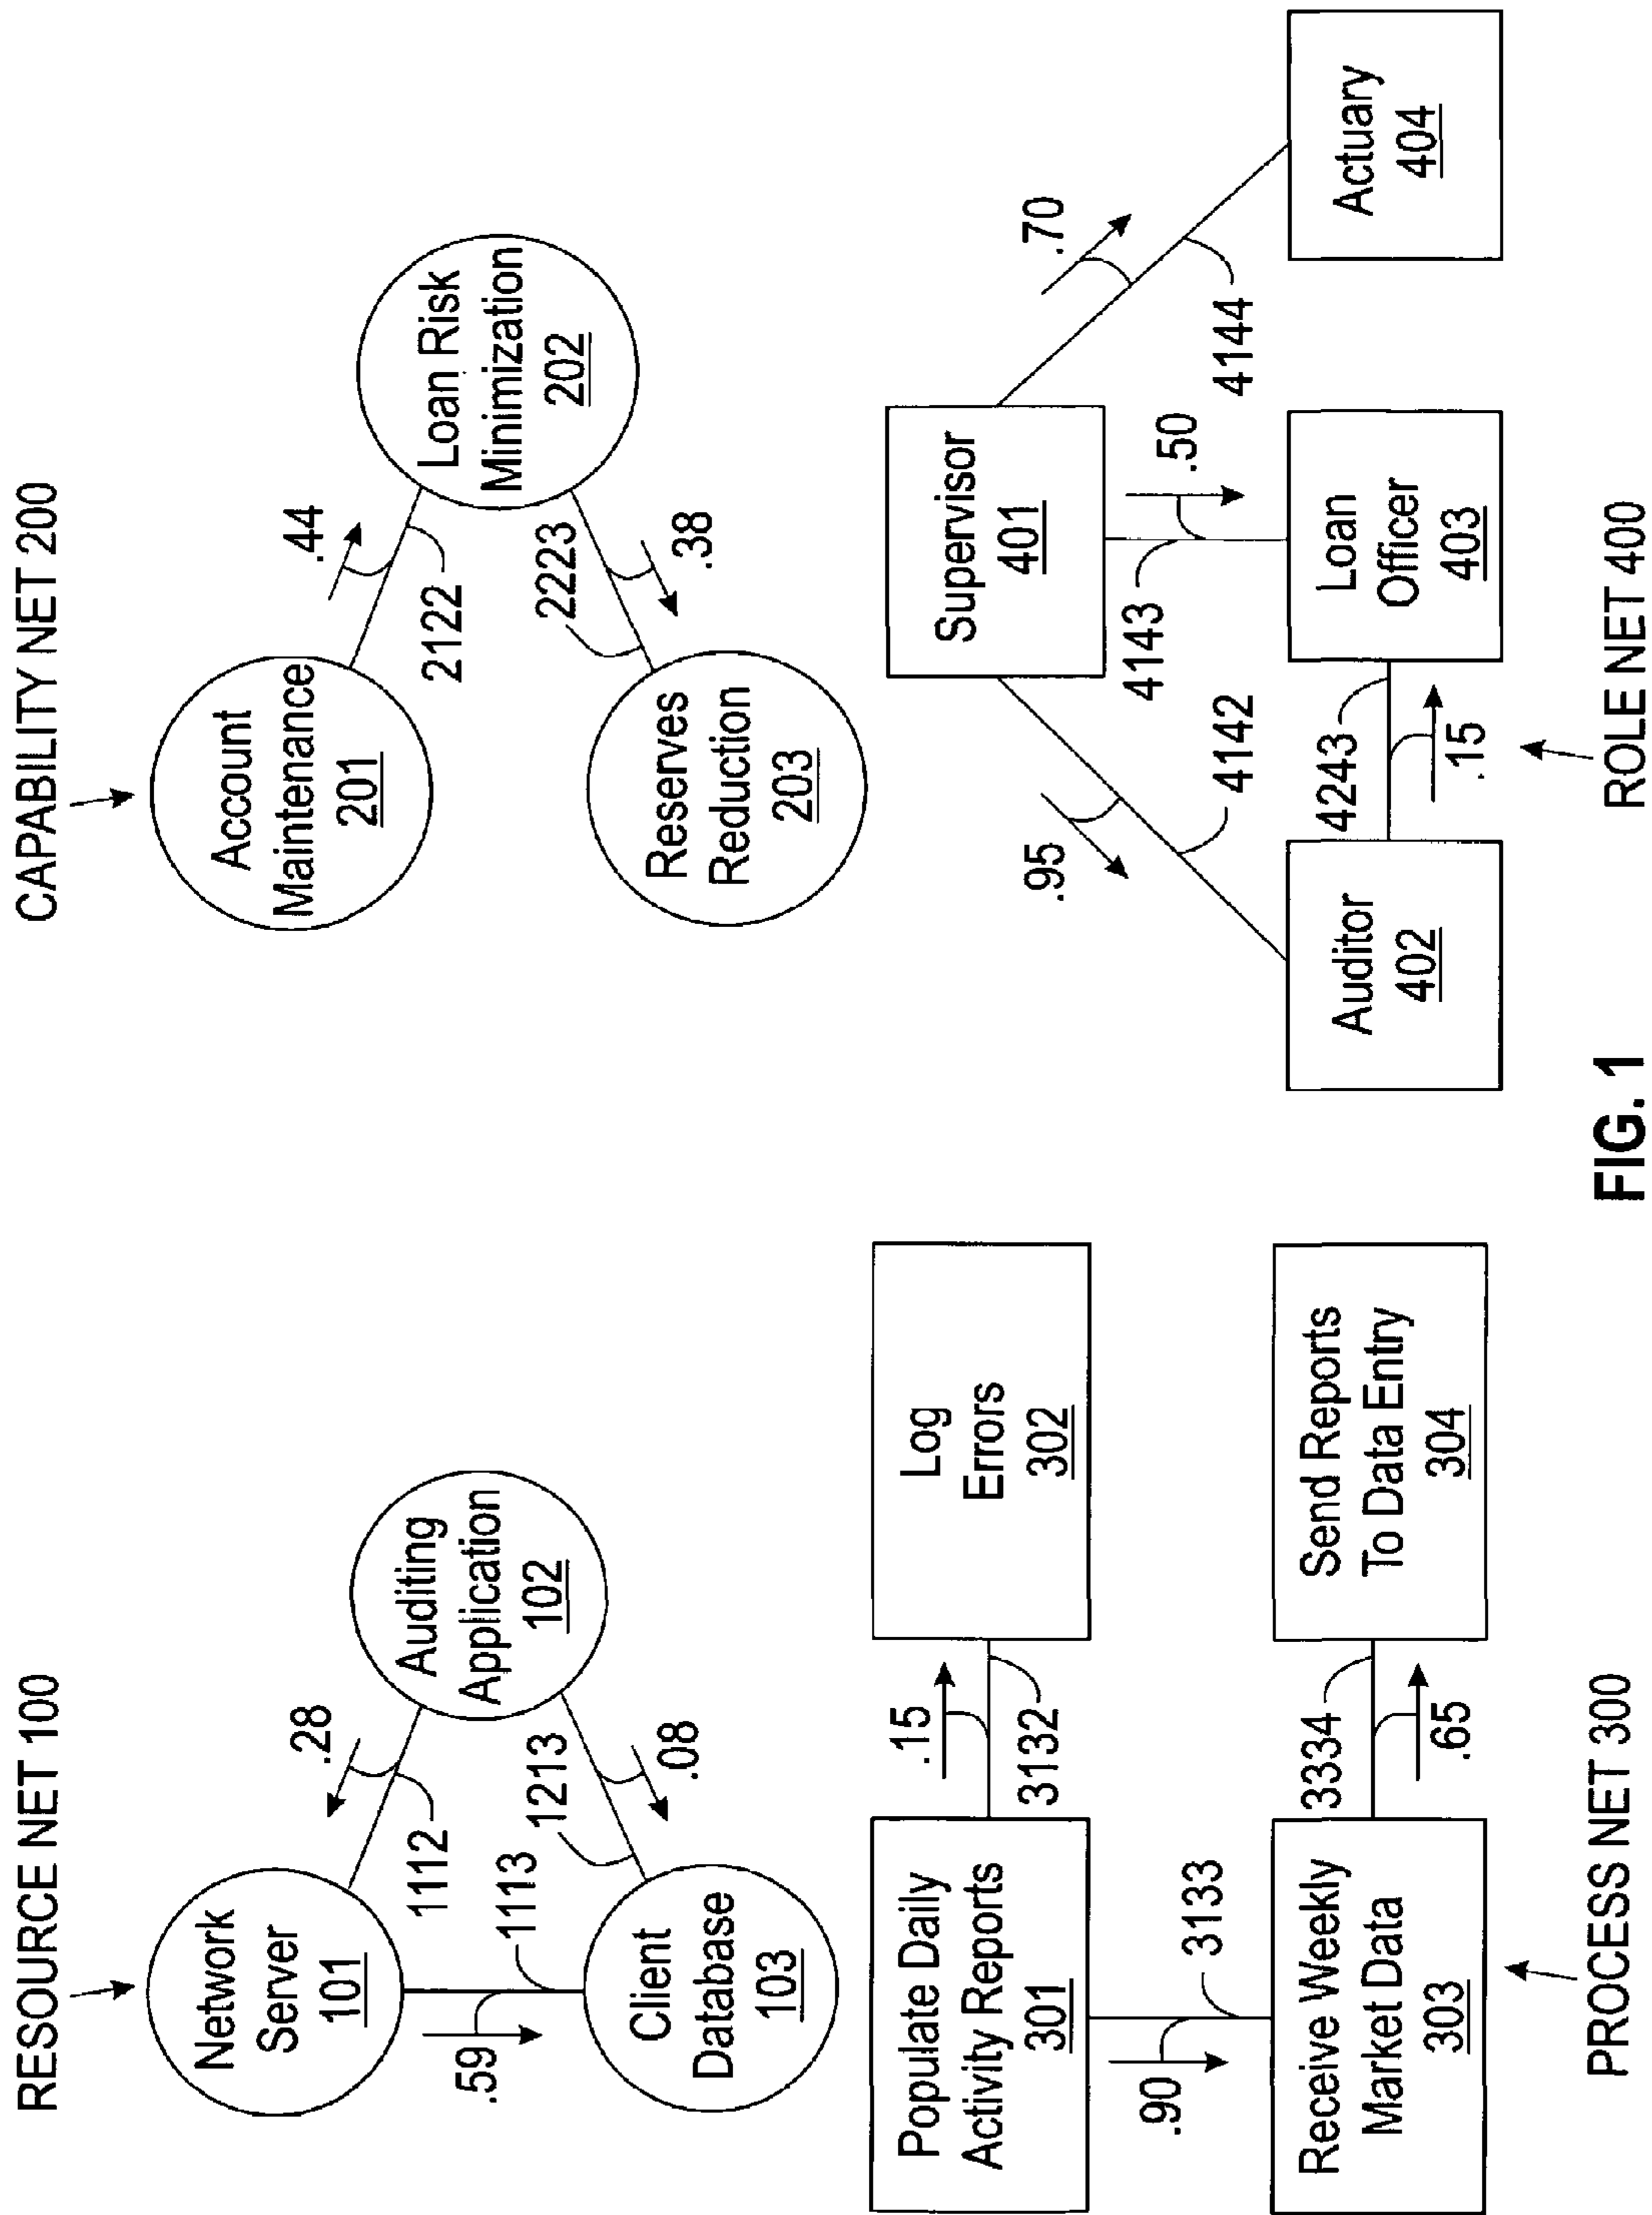 RESOURCE NET 100
Network
Server
101
Auditing
Application
102
Client
Database
103
.28
1112
.59
1113
1213
.08
CAPABILITY NET 200
Account
Maintenance
201
Loan Risk
Minimization
202
Reserves
Reduction
203
.44
2122
2223
.38
Populate Daily
Activity Reports
301
Log
Errors
302
Receive Weekly
Market Data
303
Send Reports
To Data Entry
304
.15
3132
.90
3133
3334
.65
PROCESS NET 300
Supervisor
401
Auditor
402
Loan
Officer
403
Actuary
404
.95
4142
4143
.50
.70
4144
4243
.15
ROLE NET 400
FIG. 1